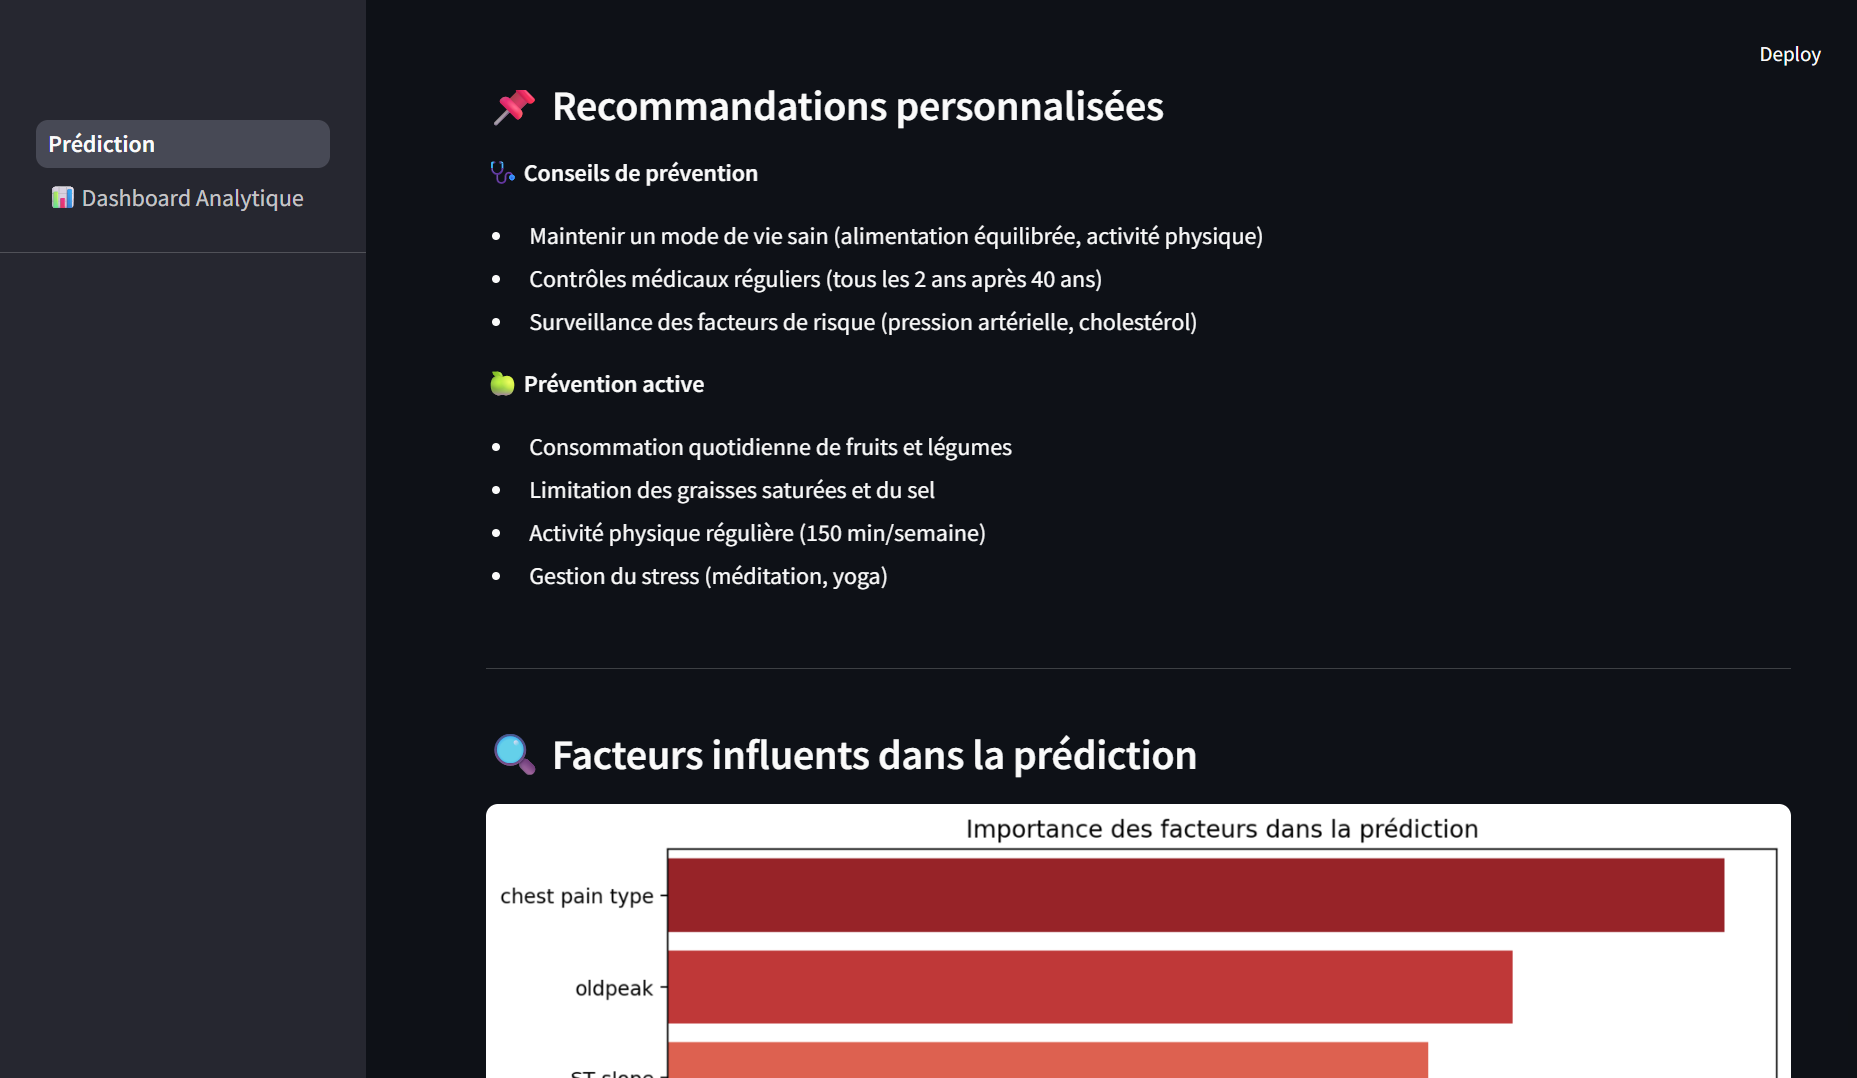 Deploy
Prédiction
Dashboard Analytique
Recommandations personnalisées
Conseils de prévention
Maintenir un mode de vie sain (alimentation équilibrée, activité physique)
Contrôles médicaux réguliers (tous les 2 ans après 40 ans)
Surveillance des facteurs de risque (pression artérielle, cholestérol)
Prévention active
Consommation quotidienne de fruits et légumes
Limitation des graisses saturées et du sel
Activité physique régulière (150 min/semaine)
Gestion du stress (méditation, yoga)
Facteurs influents dans la prédiction
Importance des facteurs dans la prédiction
chest pain type
oldpeak
ST slope